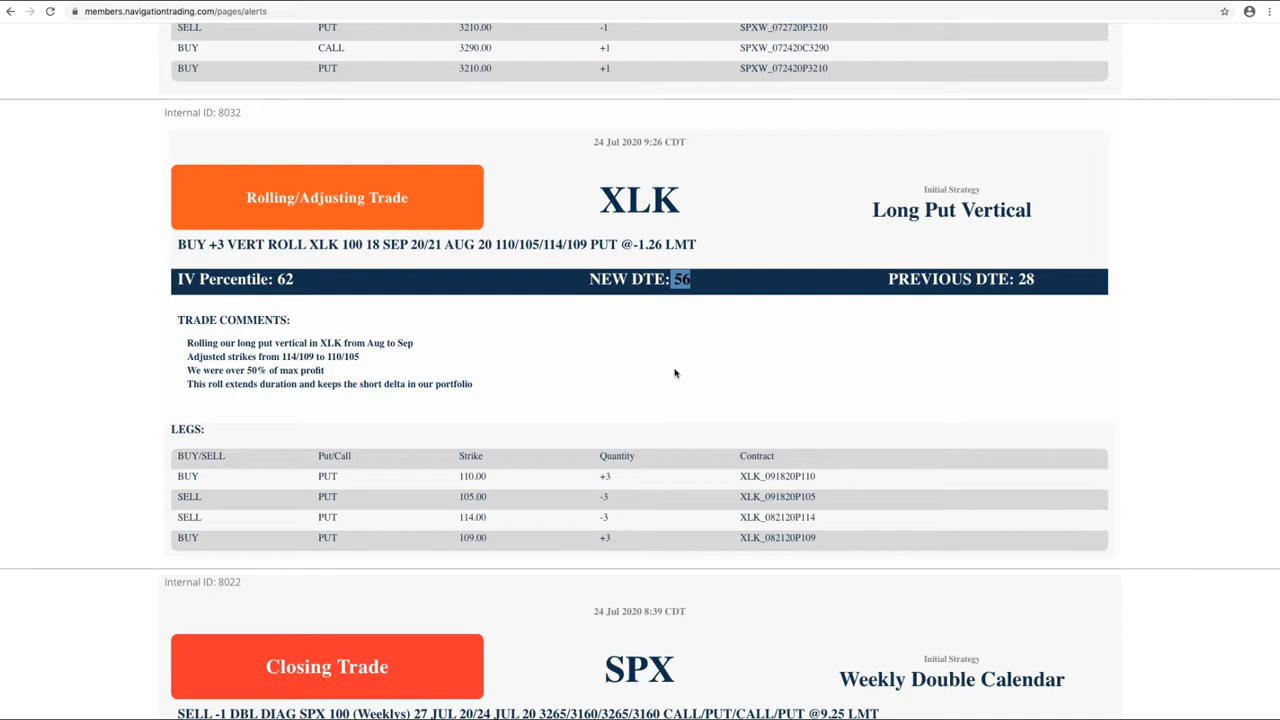 members.navigationtrading.com/pages/alerts
SELL PUT 3210.00 -1 SPXW_072720P3210
BUY CALL 3290.00 +1 SPXW_072420C3290
BUY PUT 3210.00 +1 SPXW_072420P3210
Internal ID: 8032
24 Jul 2020 9:26 CDT
Rolling/Adjusting Trade
XLK
Initial Strategy
Long Put Vertical
BUY +3 VERT ROLL XLK 100 18 SEP 20/21 AUG 20 110/105/114/109 PUT @-1.26 LMT
IV Percentile: 62 NEW DTE: 56 PREVIOUS DTE: 28
TRADE COMMENTS:
Rolling our long put vertical in XLK from Aug to Sep
Adjusted strikes from 114/109 to 110/105
We were over 50% of max profit
This roll extends duration and keeps the short delta in our portfolio
LEGS:
BUY/SELL Put/Call Strike Quantity Contract
BUY PUT 110.00 +3 XLK_091820P110
SELL PUT 105.00 -3 XLK_091820P105
SELL PUT 114.00 -3 XLK_082120P114
BUY PUT 109.00 +3 XLK_082120P109
Internal ID: 8022
24 Jul 2020 8:39 CDT
Closing Trade
SPX
Initial Strategy
Weekly Double Calendar
SELL -1 DBL DIAG SPX 100 (Weeklys) 27 JUL 20/24 JUL 20 3265/3160/3265/3160 CALL/PUT/CALL/PUT @9.25 LMT